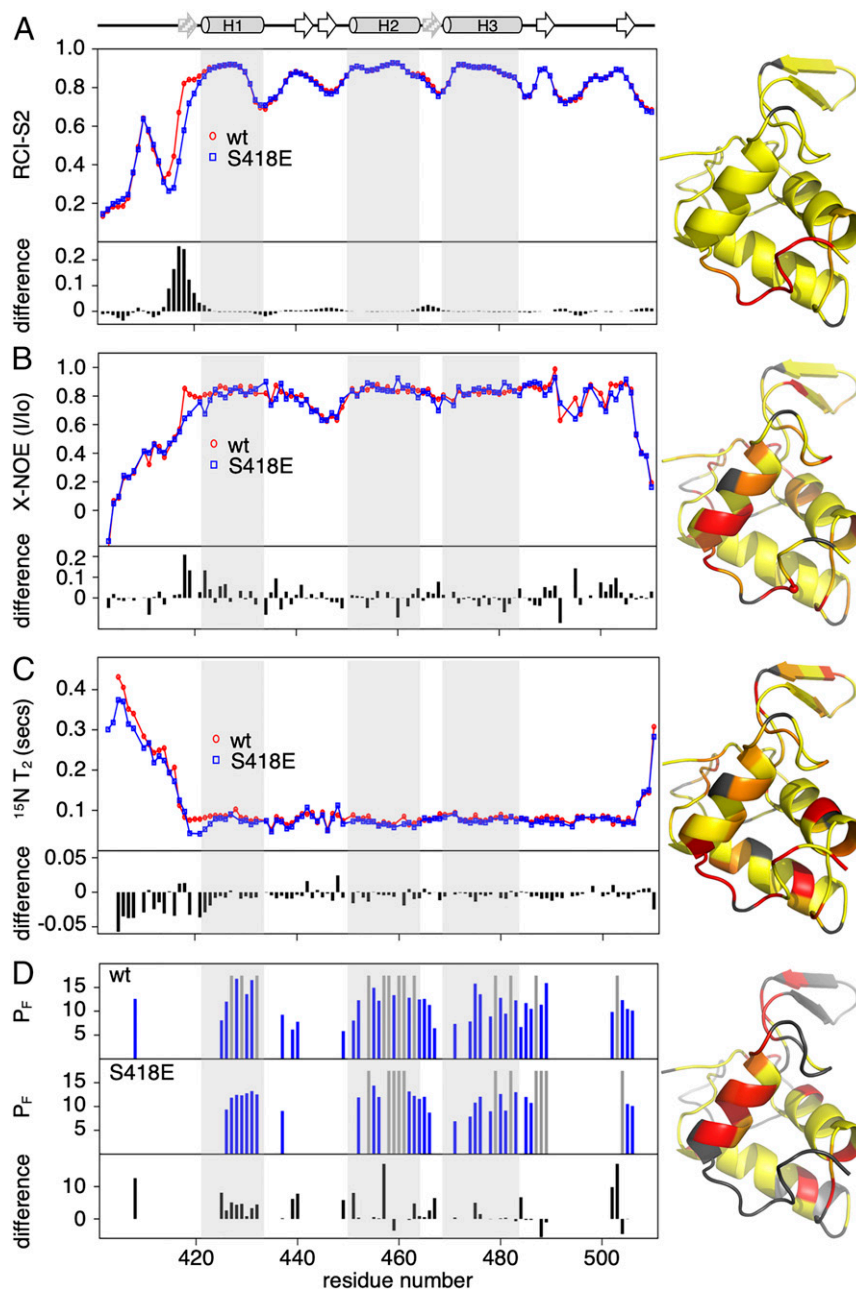 A
H1
H2
H3
1.0
0.8
0.6
0.4
0.2
RCI-S2
wt
S418E
0.2
0.1
0
difference
B
1.0
0.8
0.6
0.4
0.2
0
X-NOE (I/Io)
wt
S418E
0.2
0.1
0
difference
C
0.4
0.3
0.2
0.1
¹⁵N T₂ (secs)
wt
S418E
0.05
0
-0.05
difference
D
wt
15
10
5
P_F
S418E
15
10
5
P_F
10
0
difference
420 440 460 480 500
residue number